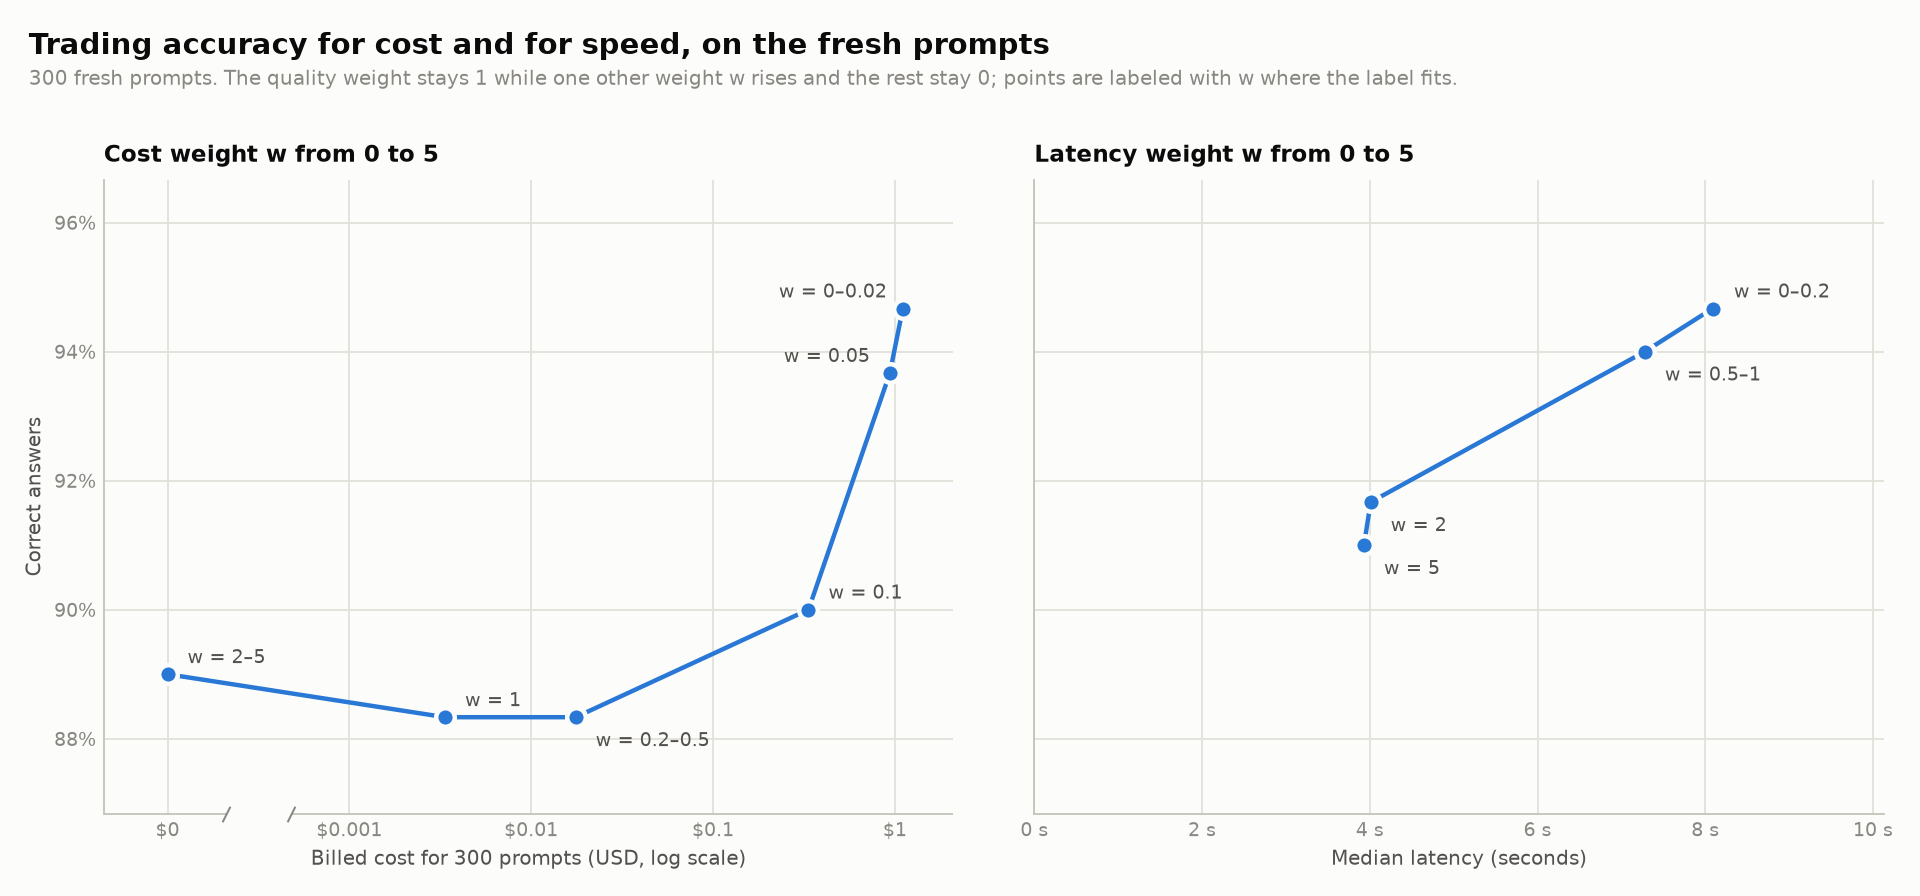 Trading accuracy for cost and for speed, on the fresh prompts
300 fresh prompts. The quality weight stays 1 while one other weight w rises and the rest stay 0; points are labeled with w where the label fits.
Cost weight w from 0 to 5
Correct answers
96%
94%
92%
90%
88%
w = 0–0.02
w = 0.05
w = 0.1
w = 2–5
w = 1
w = 0.2–0.5
$0
$0.001
$0.01
$0.1
$1
Billed cost for 300 prompts (USD, log scale)
Latency weight w from 0 to 5
w = 0–0.2
w = 0.5–1
w = 2
w = 5
0 s
2 s
4 s
6 s
8 s
10 s
Median latency (seconds)